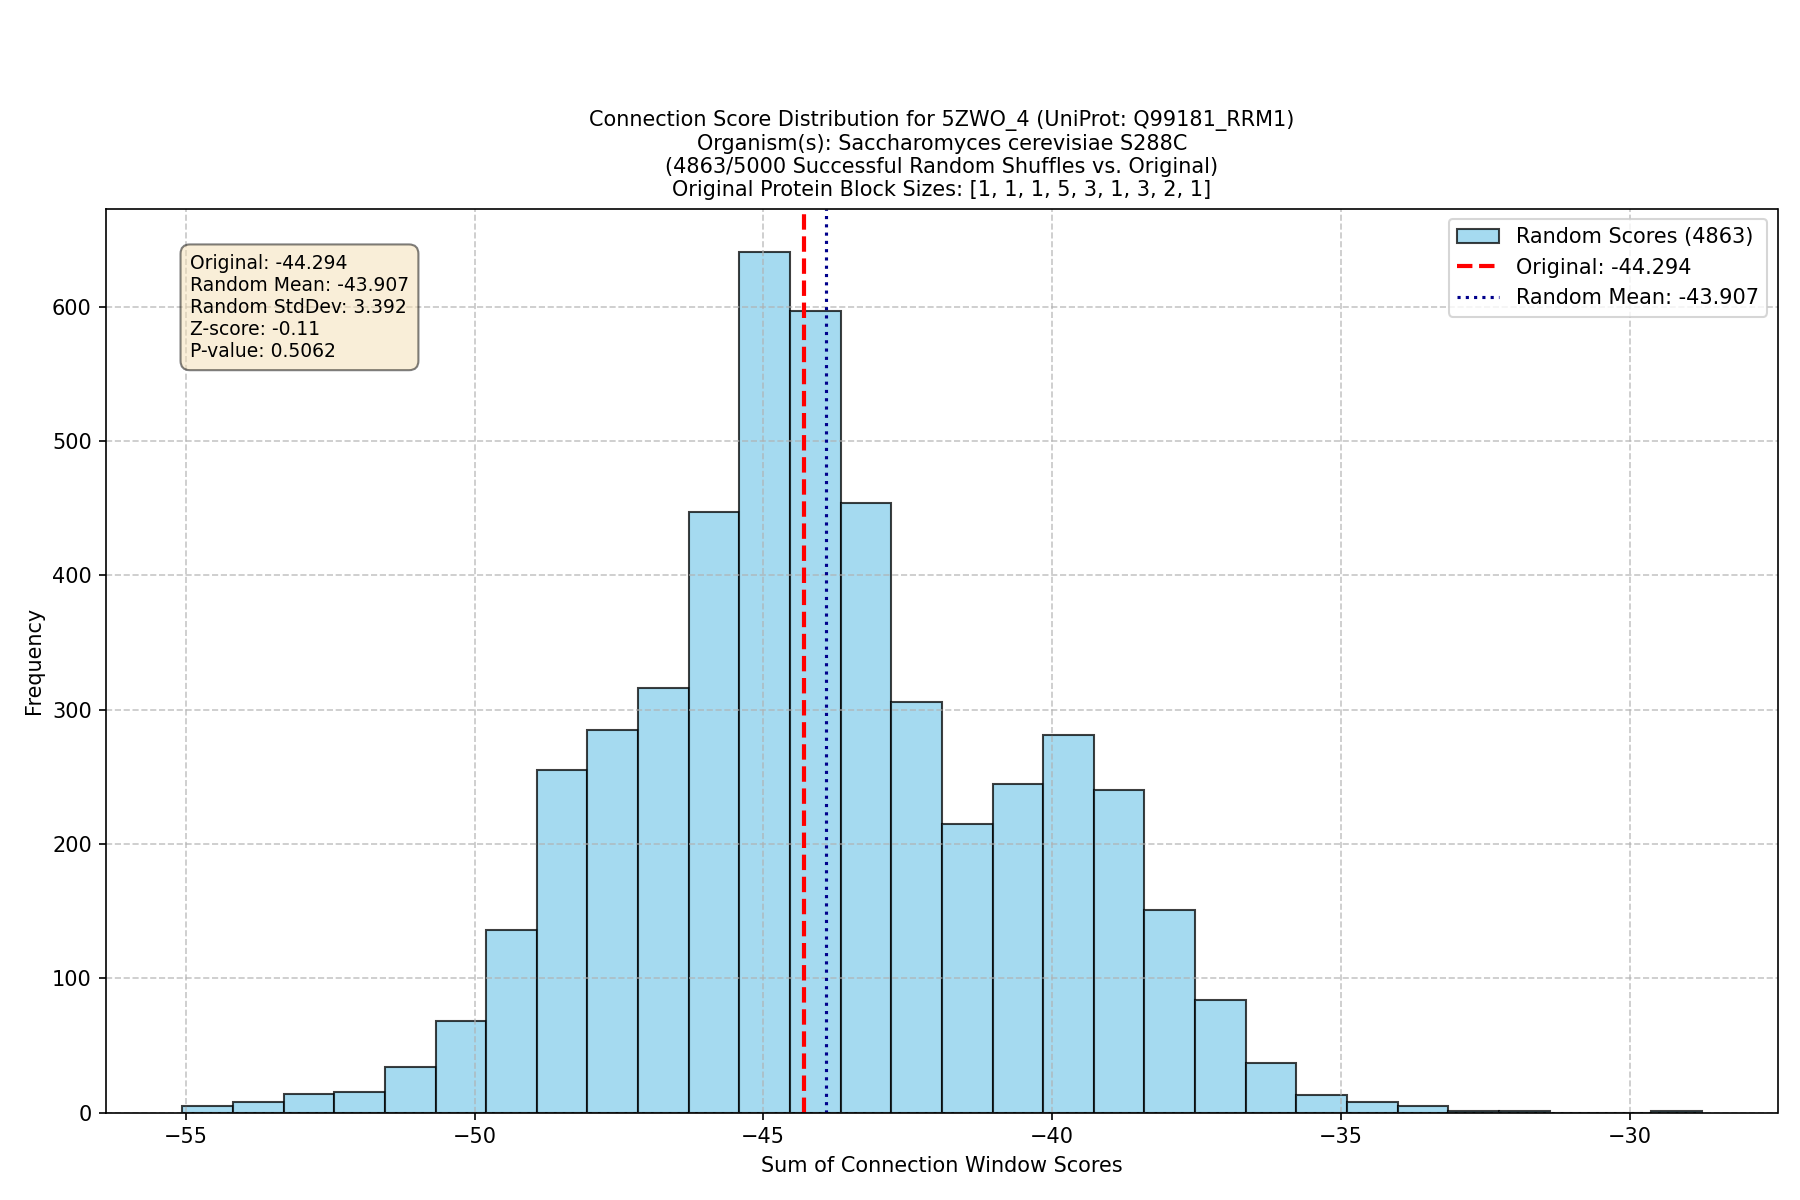 Connection Score Distribution for 5ZWO_4 (UniProt: Q99181_RRM1)
Organism(s): Saccharomyces cerevisiae S288C
(4863/5000 Successful Random Shuffles vs. Original)
Original Protein Block Sizes: [1, 1, 1, 5, 3, 1, 3, 2, 1]
Original: -44.294
Random Mean: -43.907
Random StdDev: 3.392
Z-score: -0.11
P-value: 0.5062
Random Scores (4863)
Original: -44.294
Random Mean: -43.907
Frequency
600
500
400
300
200
100
0
−55
−50
−45
−40
−35
−30
Sum of Connection Window Scores